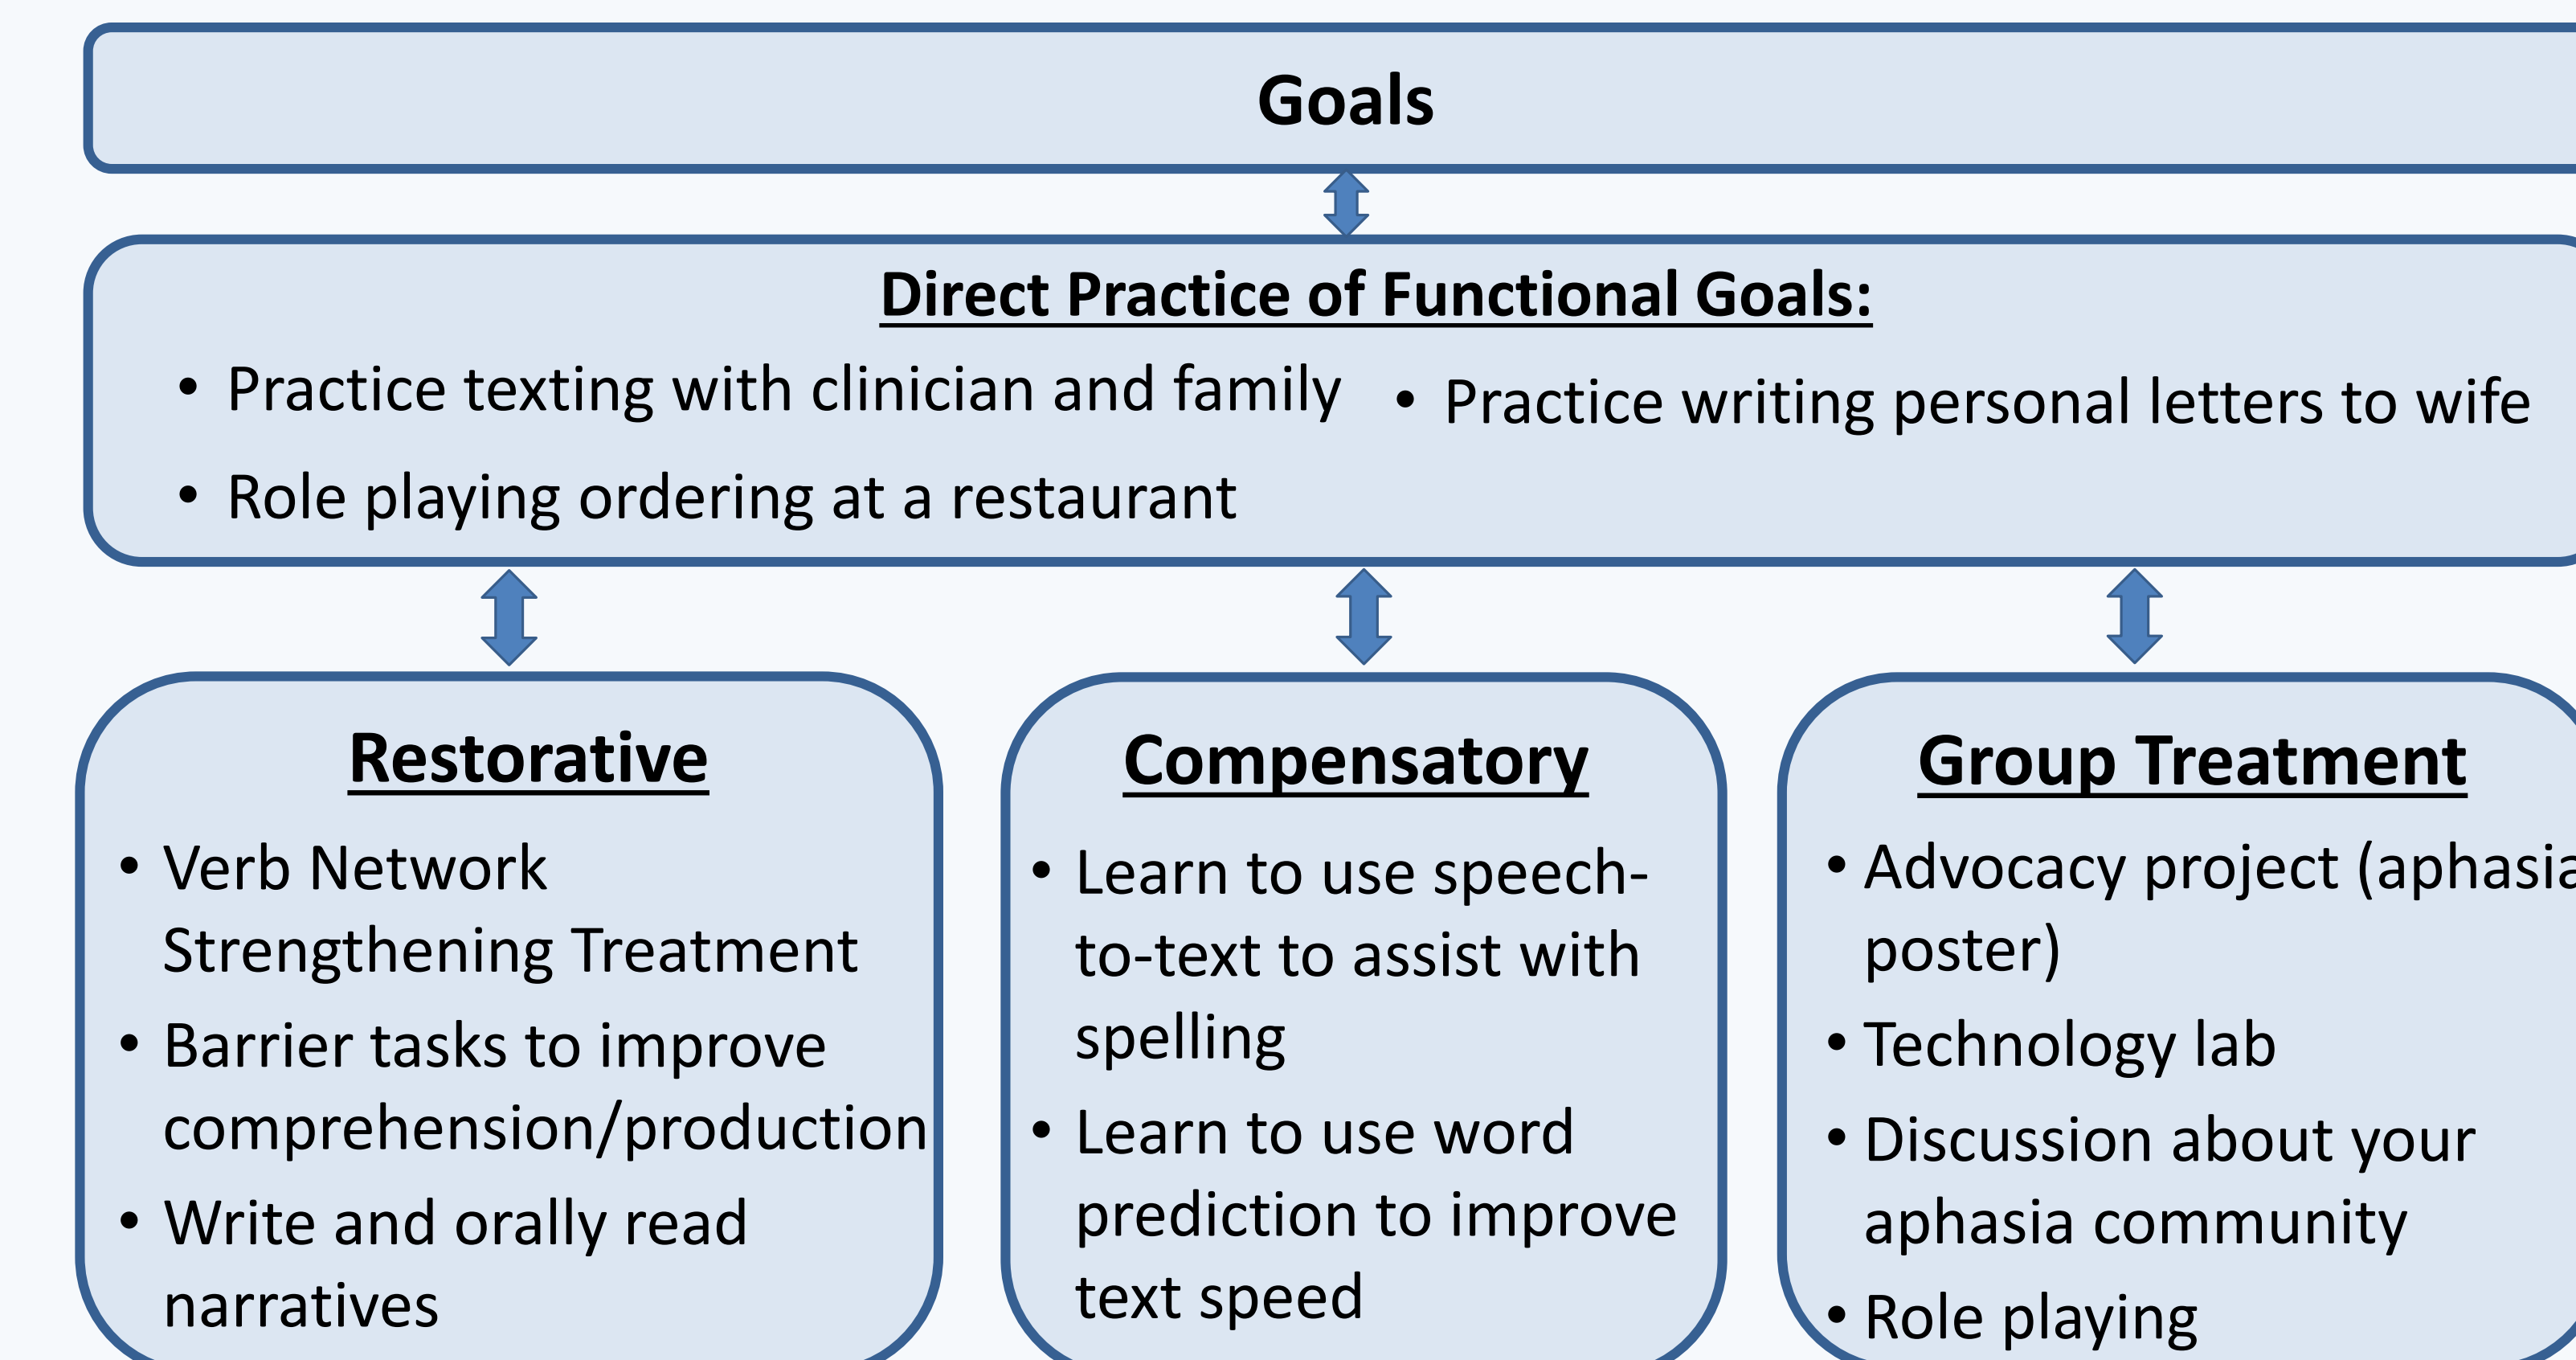 Goals
Direct Practice of Functional Goals:
• Practice texting with clinician and family
• Role playing ordering at a restaurant
• Practice writing personal letters to wife
Restorative
• Verb Network
Strengthening Treatment
• Barrier tasks to improve
comprehension/production
• Write and orally read
narratives
Compensatory
• Learn to use speech-
to-text to assist with
spelling
• Learn to use word
prediction to improve
text speed
Group Treatment
• Advocacy project (aphasia
poster)
• Technology lab
• Discussion about your
aphasia community
• Role playing